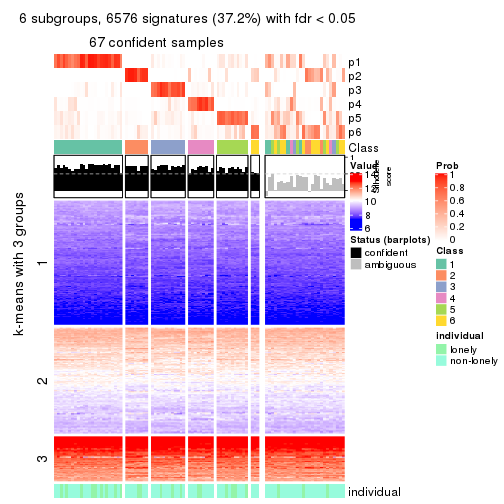 6 subgroups, 6576 signatures (37.2%) with fdr < 0.05
67 confident samples
p1
p2
p3
p4
p5
p6
Class
1
Silhouette
score
k-means with 3 groups
1
2
3
individual
Value
14
12
10
8
6
Status (barplots)
confident
ambiguous
Prob
1
0.8
0.6
0.4
0.2
0
Class
1
2
3
4
5
6
individual
lonely
non-lonely